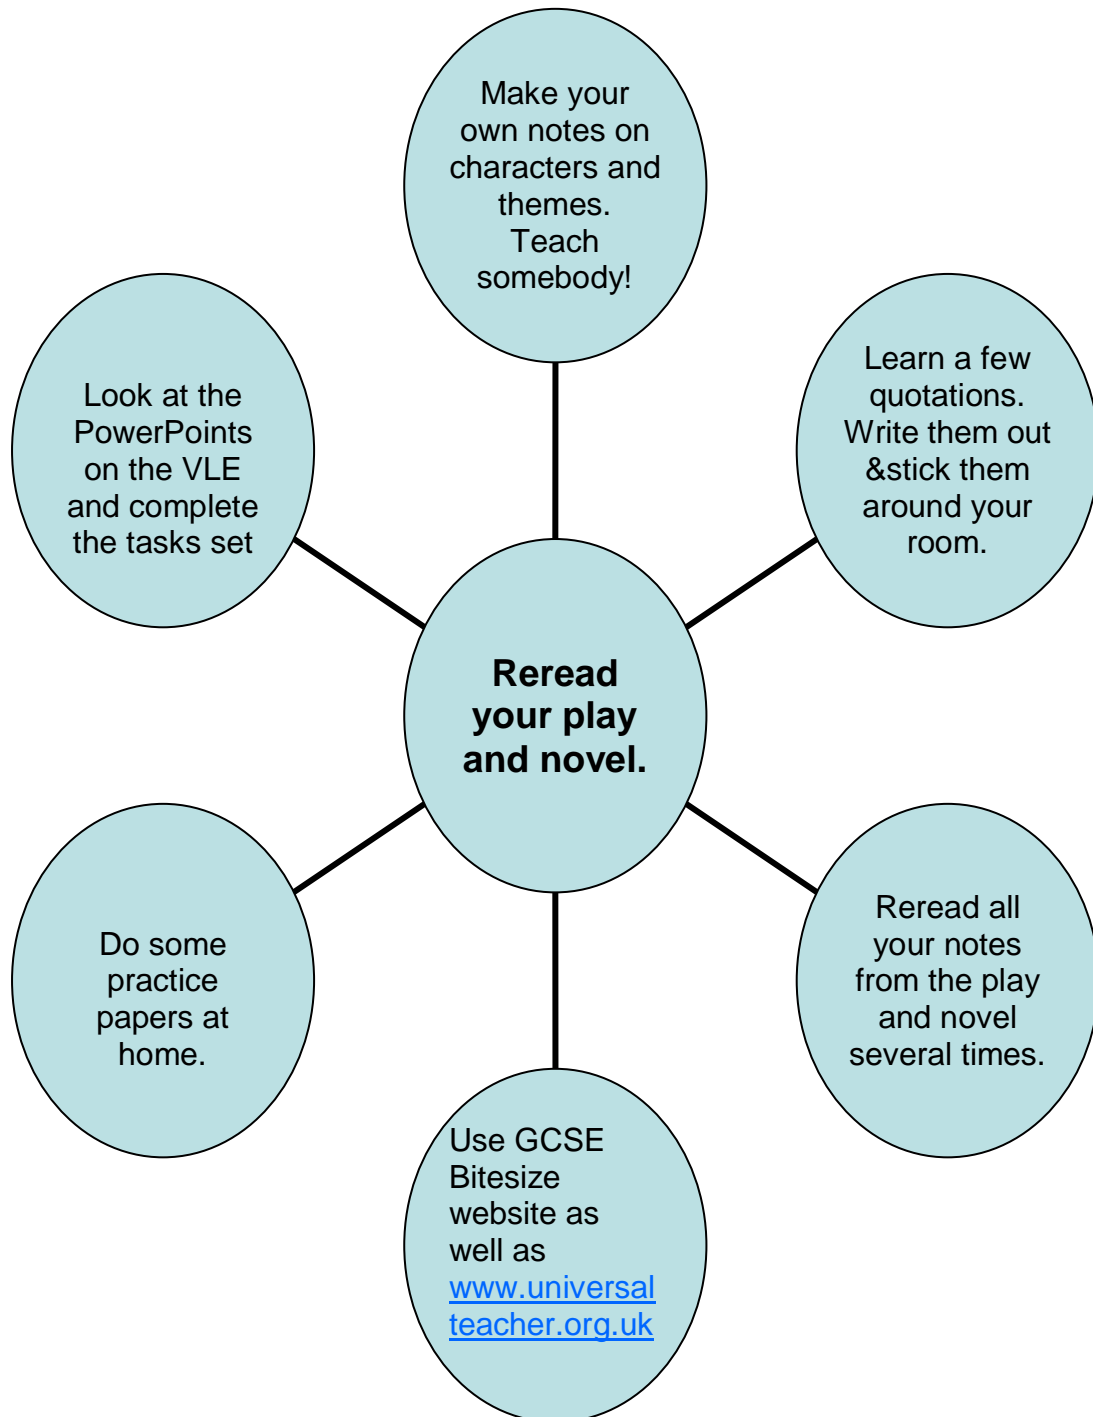 Make your
own notes on
characters and
themes.
Teach
somebody!
Learn a few
quotations.
Write them out
&stick them
around your
room.
Look at the
PowerPoints
on the VLE
and complete
the tasks set
Reread
your play
and novel.
Reread all
your notes
from the play
and novel
several times.
Do some
practice
papers at
home.
Use GCSE
Bitesize
website as
well as
www.universal
teacher.org.uk